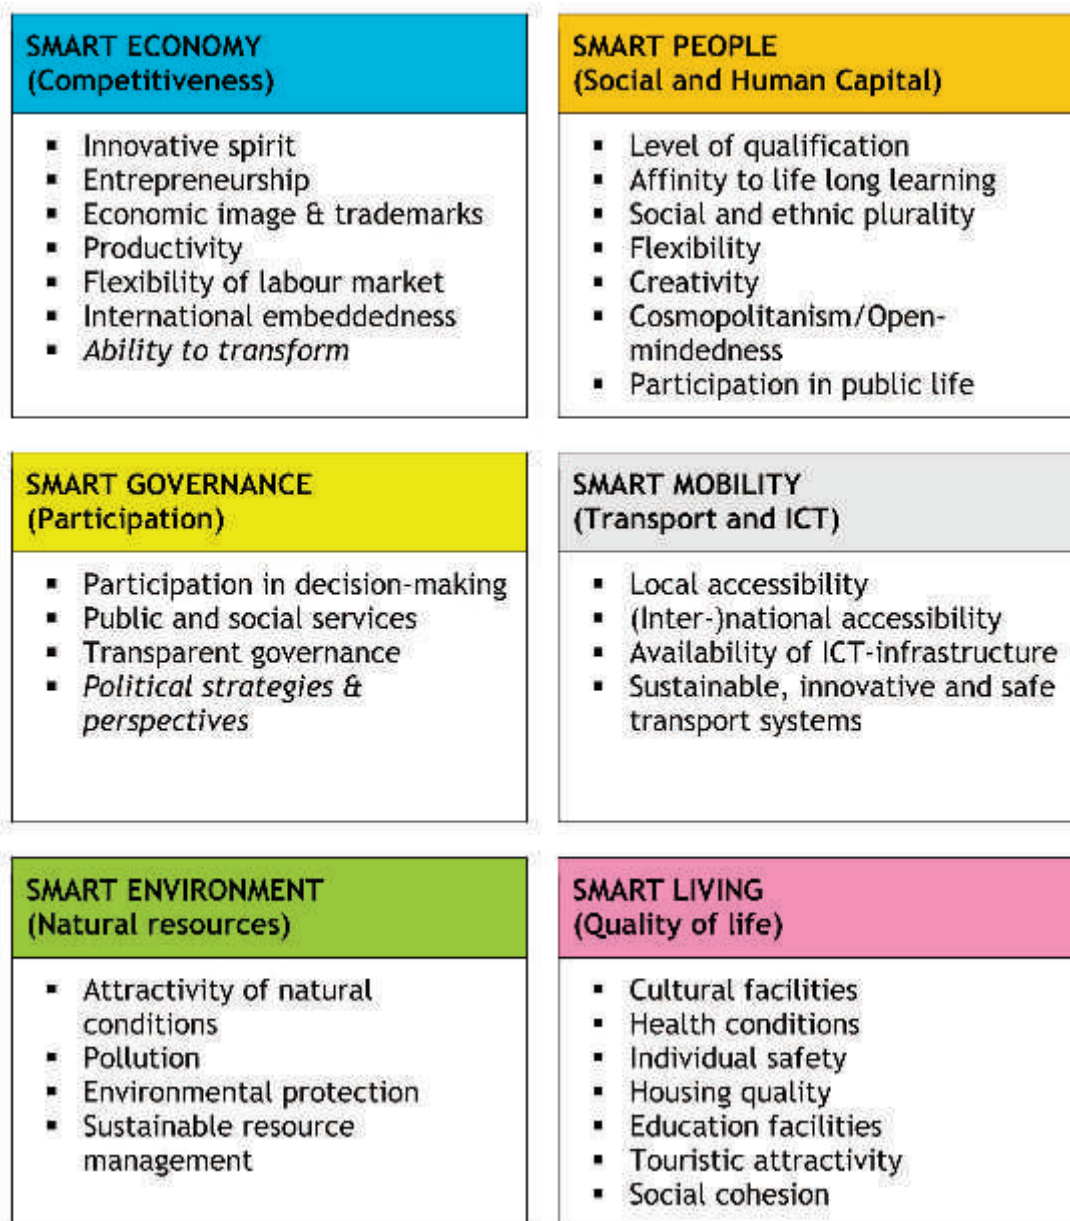 SMART ECONOMY
(Competitiveness)
▪ Innovative spirit
▪ Entrepreneurship
▪ Economic image & trademarks
▪ Productivity
▪ Flexibility of labour market
▪ International embeddedness
▪ Ability to transform
SMART PEOPLE
(Social and Human Capital)
▪ Level of qualification
▪ Affinity to life long learning
▪ Social and ethnic plurality
▪ Flexibility
▪ Creativity
▪ Cosmopolitanism/Open-
mindedness
▪ Participation in public life
SMART GOVERNANCE
(Participation)
▪ Participation in decision-making
▪ Public and social services
▪ Transparent governance
▪ Political strategies &
perspectives
SMART MOBILITY
(Transport and ICT)
▪ Local accessibility
▪ (Inter-)national accessibility
▪ Availability of ICT-infrastructure
▪ Sustainable, innovative and safe
transport systems
SMART ENVIRONMENT
(Natural resources)
▪ Attractivity of natural
conditions
▪ Pollution
▪ Environmental protection
▪ Sustainable resource
management
SMART LIVING
(Quality of life)
▪ Cultural facilities
▪ Health conditions
▪ Individual safety
▪ Housing quality
▪ Education facilities
▪ Touristic attractivity
▪ Social cohesion